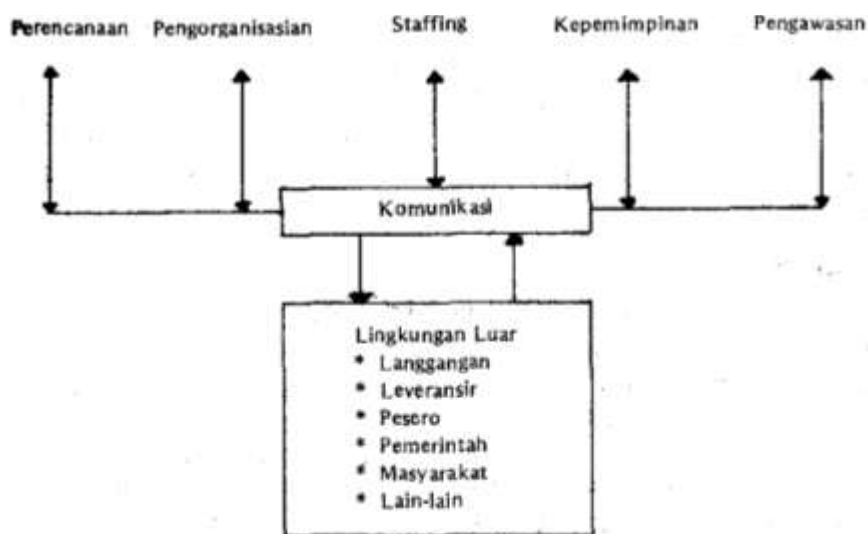 Perencanaan Pengorganisasian Staffing Kepemimpinan Pengawasan
Komunikasi
Lingkungan Luar
* Langgangan
* Leveransir
* Pesero
* Pemerintah
* Masyarakat
* Lain-lain